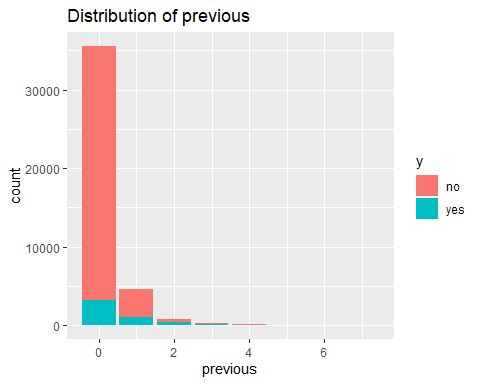 Distribution of previous
30000
20000
10000
0
count
0 2 4 6
previous
y
no
yes